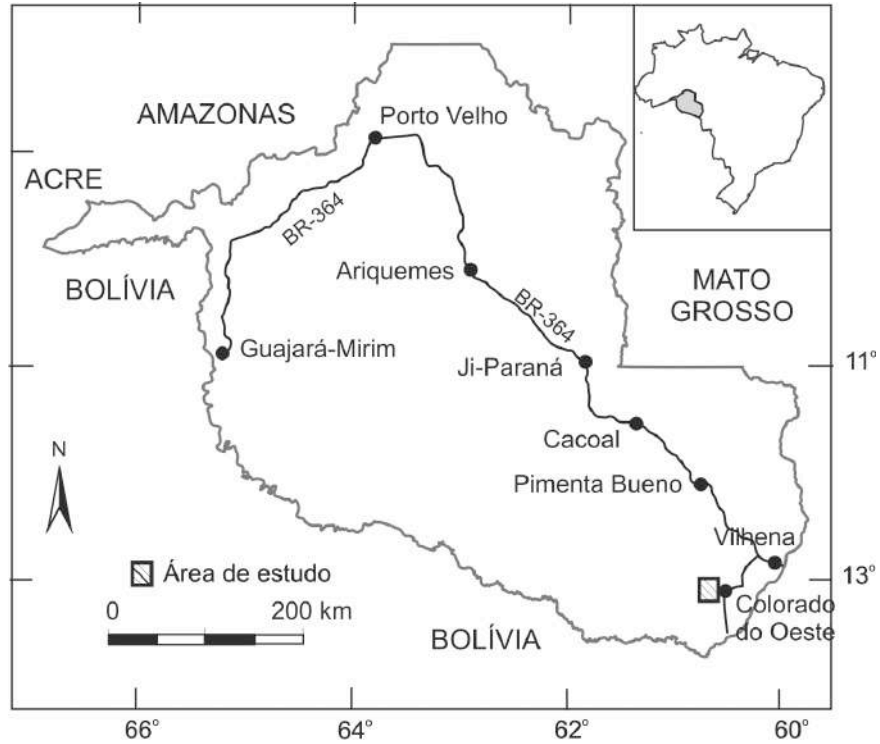 AMAZONAS
Porto Velho
ACRE
BR-364
BOLÍVIA
Ariquemes
MATO
GROSSO
BR-364
Guajará-Mirim
Ji-Paraná
11°
Cacoal
N
Pimenta Bueno
Vilhena
Área de estudo
13°
0 200 km
Colorado
do Oeste
BOLÍVIA
66° 64° 62° 60°